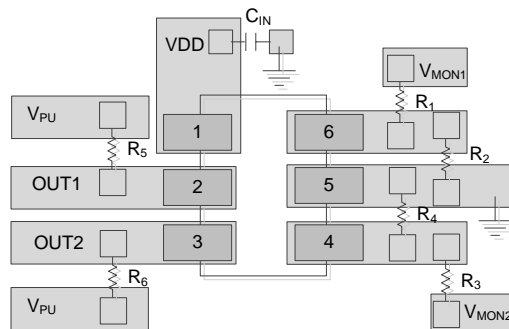 C_IN
VDD
V_MON1
V_PU
1
6
R_1
R_5
R_2
OUT1
2
5
R_4
OUT2
3
4
R_6
R_3
V_PU
V_MON2